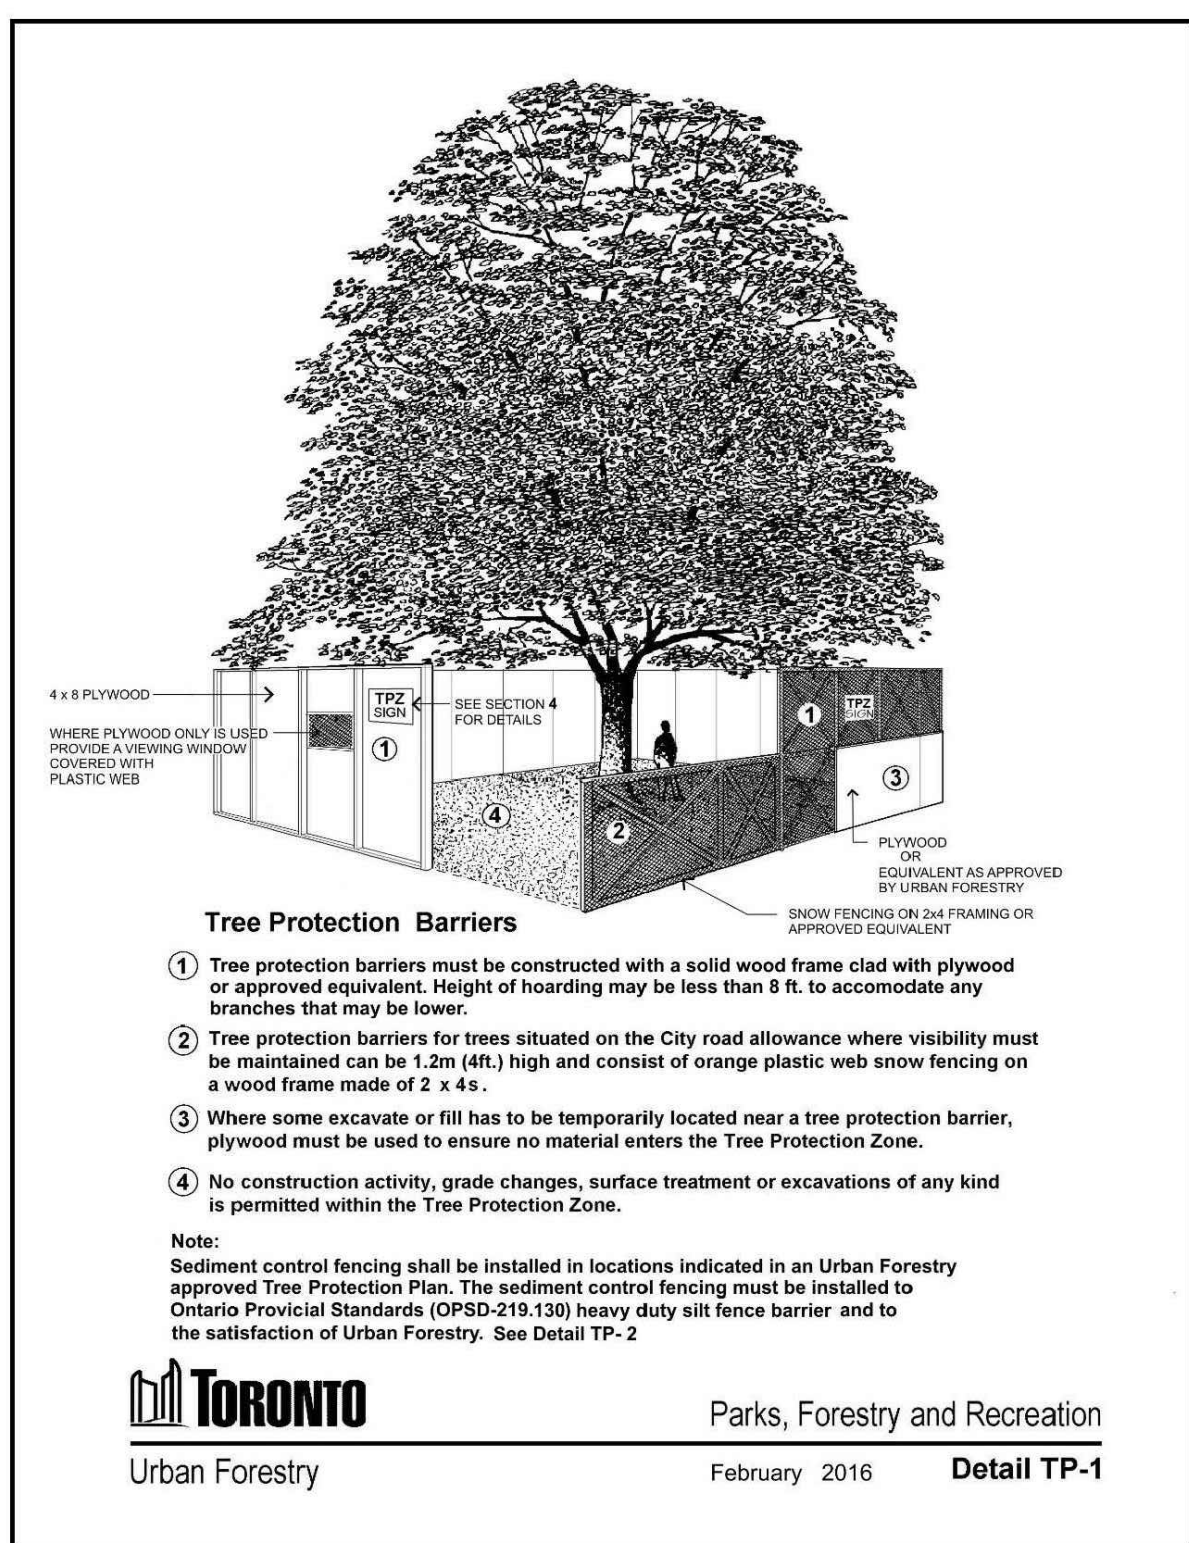 4 x 8 PLYWOOD
WHERE PLYWOOD ONLY IS USED
PROVIDE A VIEWING WINDOW
COVERED WITH
PLASTIC WEB
TPZ
SIGN
1
SEE SECTION 4
FOR DETAILS
4
2
1
TPZ
SIGN
3
PLYWOOD
OR
EQUIVALENT AS APPROVED
BY URBAN FORESTRY
SNOW FENCING ON 2x4 FRAMING OR
APPROVED EQUIVALENT
Tree Protection Barriers
1 Tree protection barriers must be constructed with a solid wood frame clad with plywood
or approved equivalent. Height of hoarding may be less than 8 ft. to accomodate any
branches that may be lower.
2 Tree protection barriers for trees situated on the City road allowance where visibility must
be maintained can be 1.2m (4ft.) high and consist of orange plastic web snow fencing on
a wood frame made of 2 x 4s.
3 Where some excavate or fill has to be temporarily located near a tree protection barrier,
plywood must be used to ensure no material enters the Tree Protection Zone.
4 No construction activity, grade changes, surface treatment or excavations of any kind
is permitted within the Tree Protection Zone.
Note:
Sediment control fencing shall be installed in locations indicated in an Urban Forestry
approved Tree Protection Plan. The sediment control fencing must be installed to
Ontario Provicial Standards (OPSD-219.130) heavy duty silt fence barrier and to
the satisfaction of Urban Forestry. See Detail TP- 2
TORONTO
Parks, Forestry and Recreation
Urban Forestry
February 2016
Detail TP-1